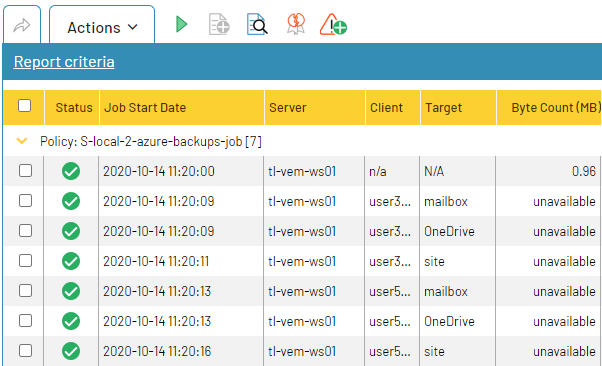 Actions
Report criteria
Status Job Start Date Server Client Target Byte Count (MB)
Policy: S-local-2-azure-backups-job [7]
2020-10-14 11:20:00 tl-vem-ws01 n/a N/A 0.96
2020-10-14 11:20:09 tl-vem-ws01 user3... mailbox unavailable
2020-10-14 11:20:09 tl-vem-ws01 user3... OneDrive unavailable
2020-10-14 11:20:11 tl-vem-ws01 user3... site unavailable
2020-10-14 11:20:13 tl-vem-ws01 user5... mailbox unavailable
2020-10-14 11:20:13 tl-vem-ws01 user5... OneDrive unavailable
2020-10-14 11:20:16 tl-vem-ws01 user5... site unavailable